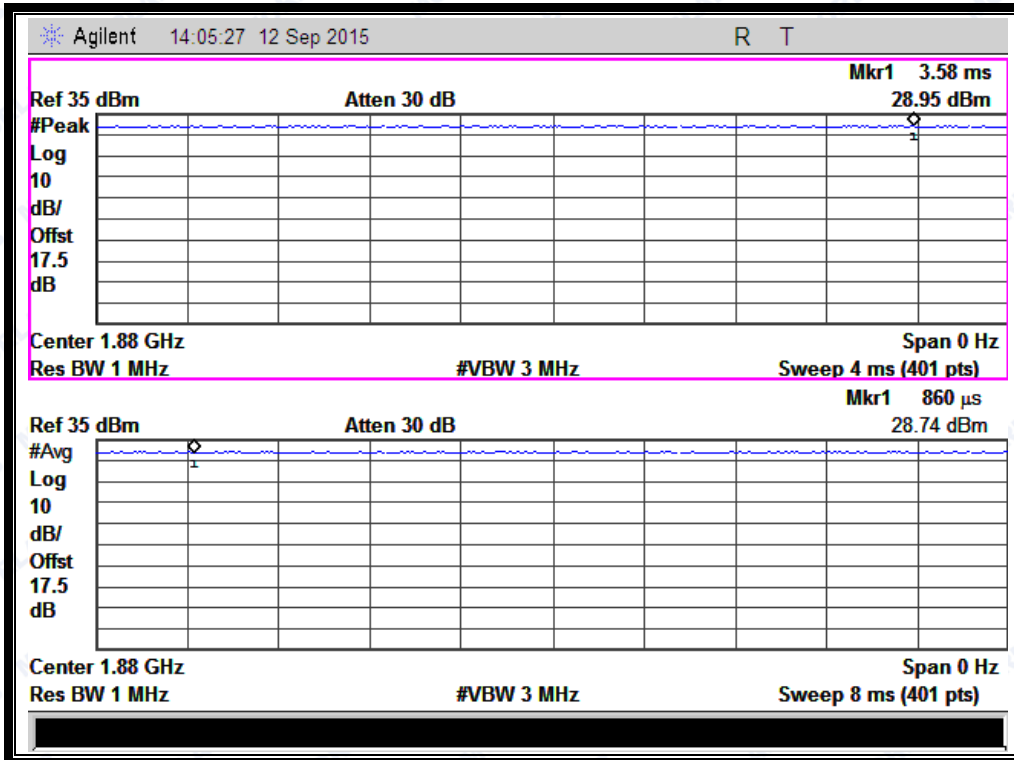 Agilent 14:05:27 12 Sep 2015 R T
Mkr1 3.58 ms
Ref 35 dBm Atten 30 dB 28.95 dBm
#Peak
1
Log
10
dB/
Offst
17.5
dB
Center 1.88 GHz Span 0 Hz
Res BW 1 MHz #VBW 3 MHz Sweep 4 ms (401 pts)
Mkr1 860 μs
Ref 35 dBm Atten 30 dB 28.74 dBm
#Avg
1
Log
10
dB/
Offst
17.5
dB
Center 1.88 GHz Span 0 Hz
Res BW 1 MHz #VBW 3 MHz Sweep 8 ms (401 pts)